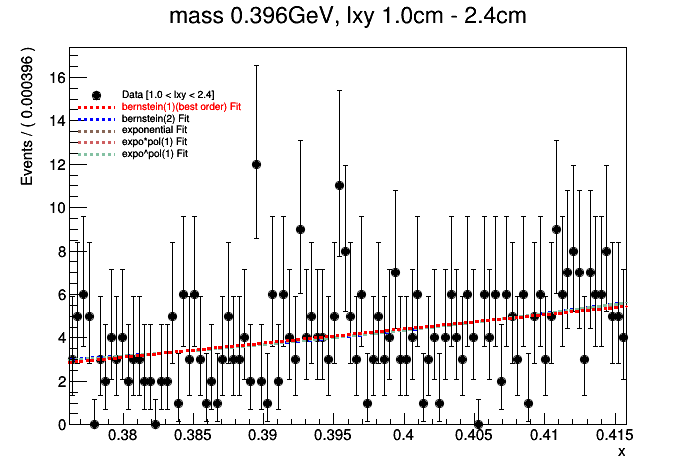 mass 0.396GeV, lxy 1.0cm - 2.4cm
Events / ( 0.000396 )
16
14
12
10
8
6
4
2
0
Data [1.0 < lxy < 2.4]
bernstein(1)(best order) Fit
bernstein(2) Fit
exponential Fit
expo*pol(1) Fit
expo^pol(1) Fit
0.38 0.385 0.39 0.395 0.4 0.405 0.41 0.415
x